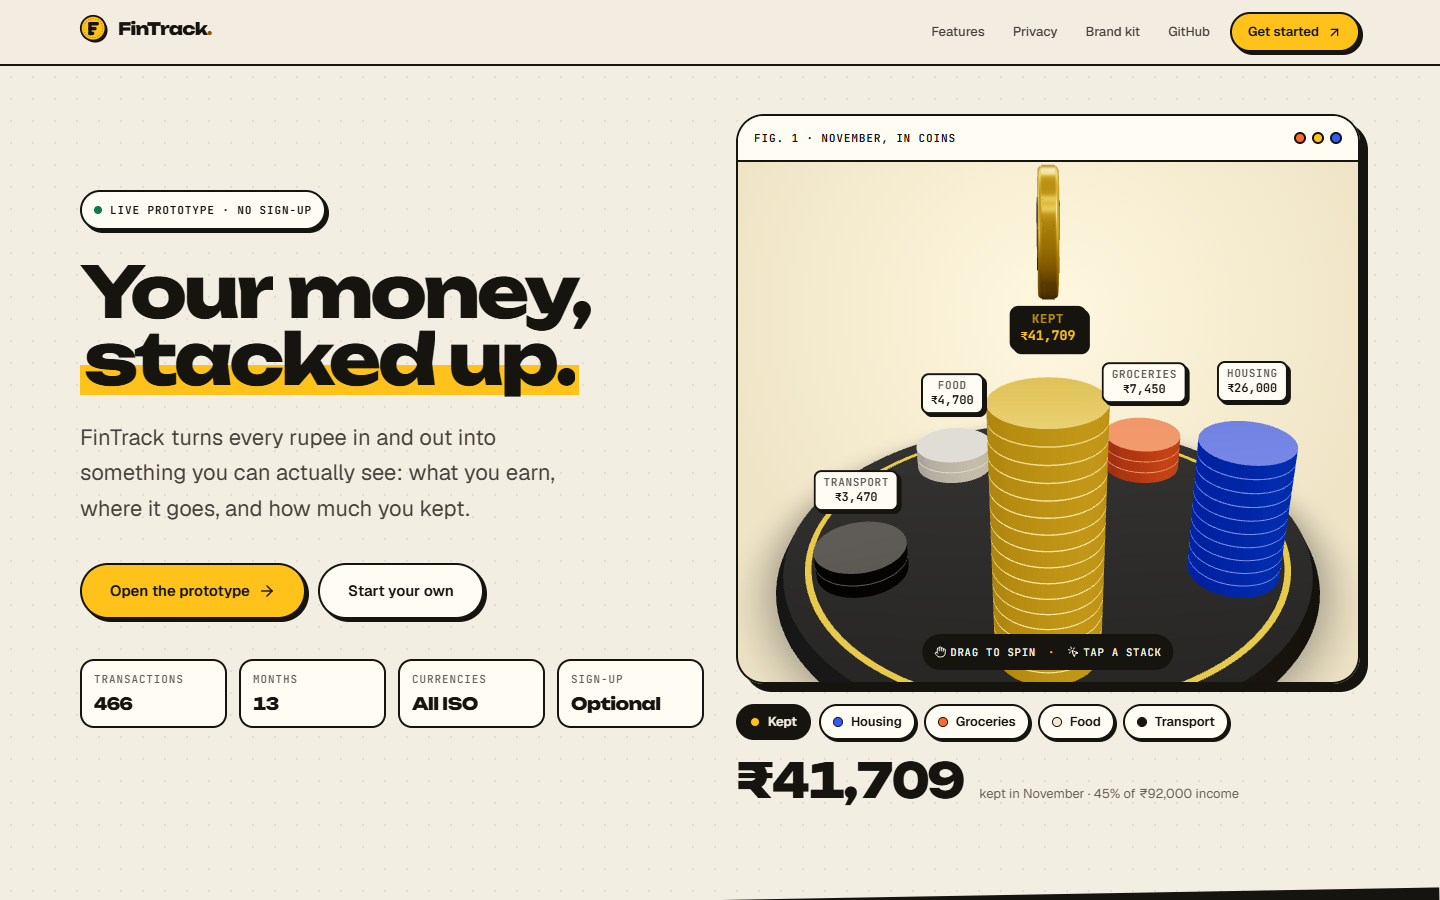 F FinTrack.
Features
Privacy
Brand kit
GitHub
Get started
LIVE PROTOTYPE · NO SIGN-UP
Your money,
stacked up.
FinTrack turns every rupee in and out into
something you can actually see: what you earn,
where it goes, and how much you kept.
Open the prototype
Start your own
TRANSACTIONS
466
MONTHS
13
CURRENCIES
All ISO
SIGN-UP
Optional
FIG. 1 · NOVEMBER, IN COINS
KEPT
₹41,709
FOOD
₹4,700
GROCERIES
₹7,450
HOUSING
₹26,000
TRANSPORT
₹3,470
DRAG TO SPIN · TAP A STACK
Kept
Housing
Groceries
Food
Transport
₹41,709
kept in November · 45% of ₹92,000 income